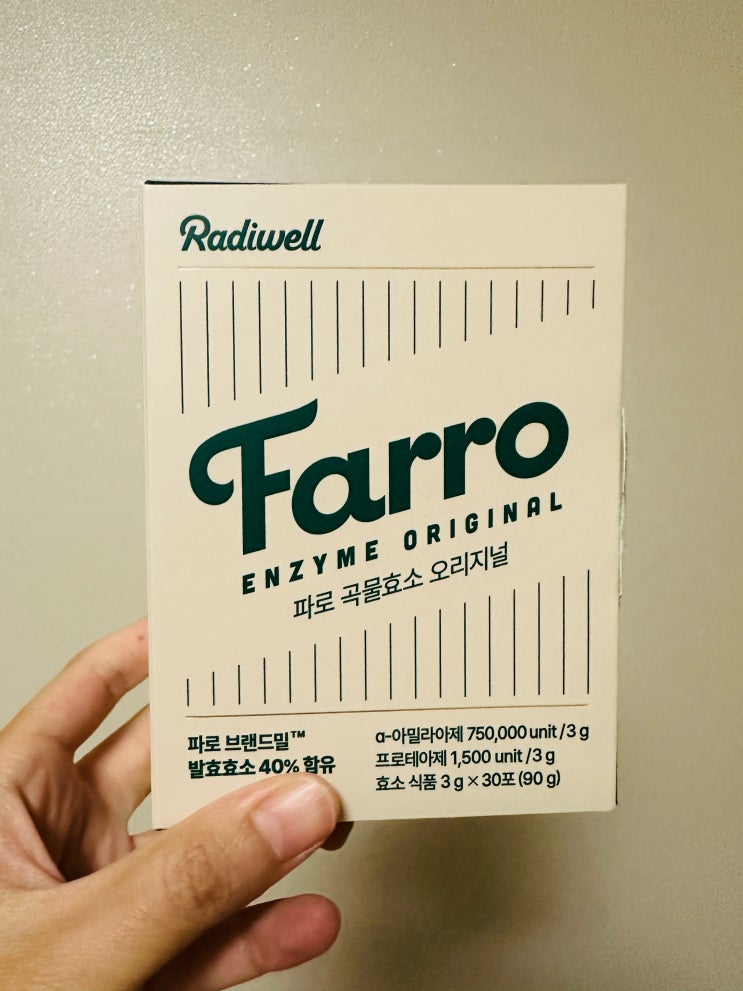 Radiwell
Farro
ENZYME ORIGINAL
파로 곡물효소 오리지널
파로 브랜드밀™
발효효소 40% 함유
α-아밀라아제 750,000 unit /3 g
프로테아제 1,500 unit /3 g
효소 식품 3 g × 30포 (90 g)